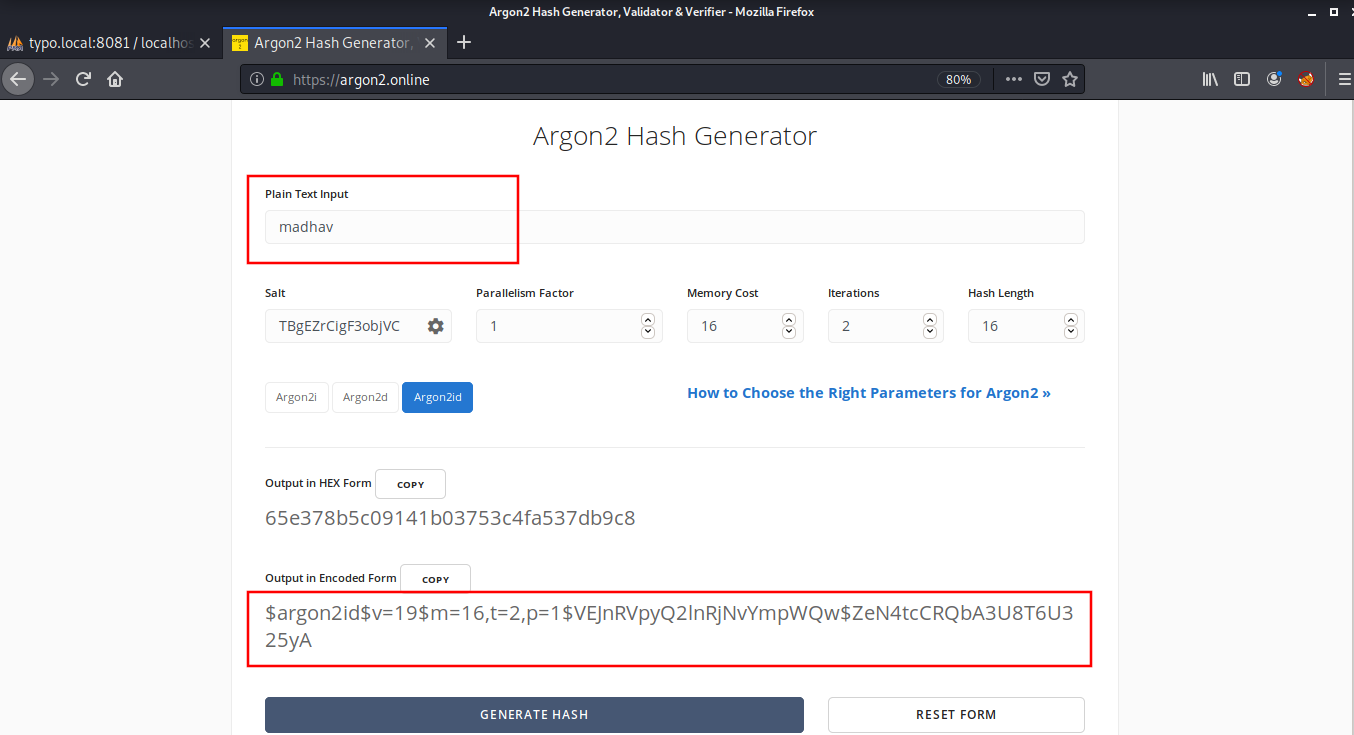 Argon2 Hash Generator, Validator & Verifier - Mozilla Firefox
typo.local:8081 / localhos
Argon2 Hash Generator,
https://argon2.online
80%
Argon2 Hash Generator
Plain Text Input
madhav
Salt Parallelism Factor Memory Cost Iterations Hash Length
TBgEZrCigF3objVC 1 16 2 16
Argon2i Argon2d Argon2id How to Choose the Right Parameters for Argon2 »
Output in HEX Form COPY
65e378b5c09141b03753c4fa537db9c8
Output in Encoded Form COPY
$argon2id$v=19$m=16,t=2,p=1$VEJnRVpyQ2lnRjNvYmpWQw$ZeN4tcCRQbA3U8T6U3
25yA
GENERATE HASH RESET FORM